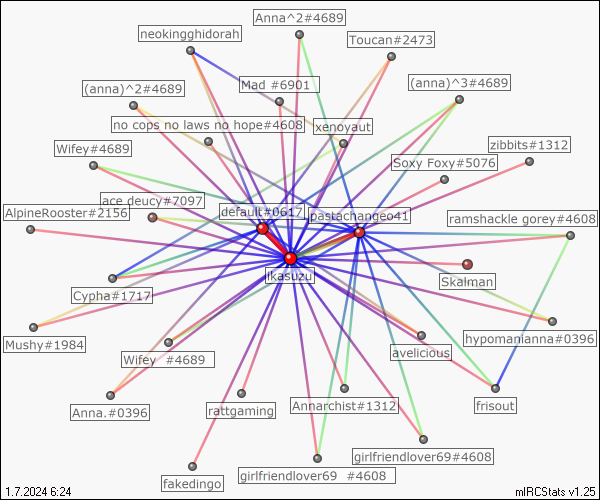 Anna^2#4689
neokingghidorah
Toucan#2473
(anna)^2#4689
Mad #6901
(anna)^3#4689
no cops no laws no hope#4608
xenoyaut
Wifey#4689
zibbits#1312
Soxy Foxy#5076
ace deucy#7097
AlpineRooster#2156
default#0617
pastachangeo41
ramshackle gorey#4608
ikasuzu
Skalman
Cypha#1717
Mushy#1984
hypomanianna#0396
Wifey #4689
avelicious
Anna.#0396
rattgaming
Annarchist#1312
frisout
girlfriendlover69#4608
girlfriendlover69 #4608
fakedingo
1.7.2024 6:24
mIRCStats v1.25